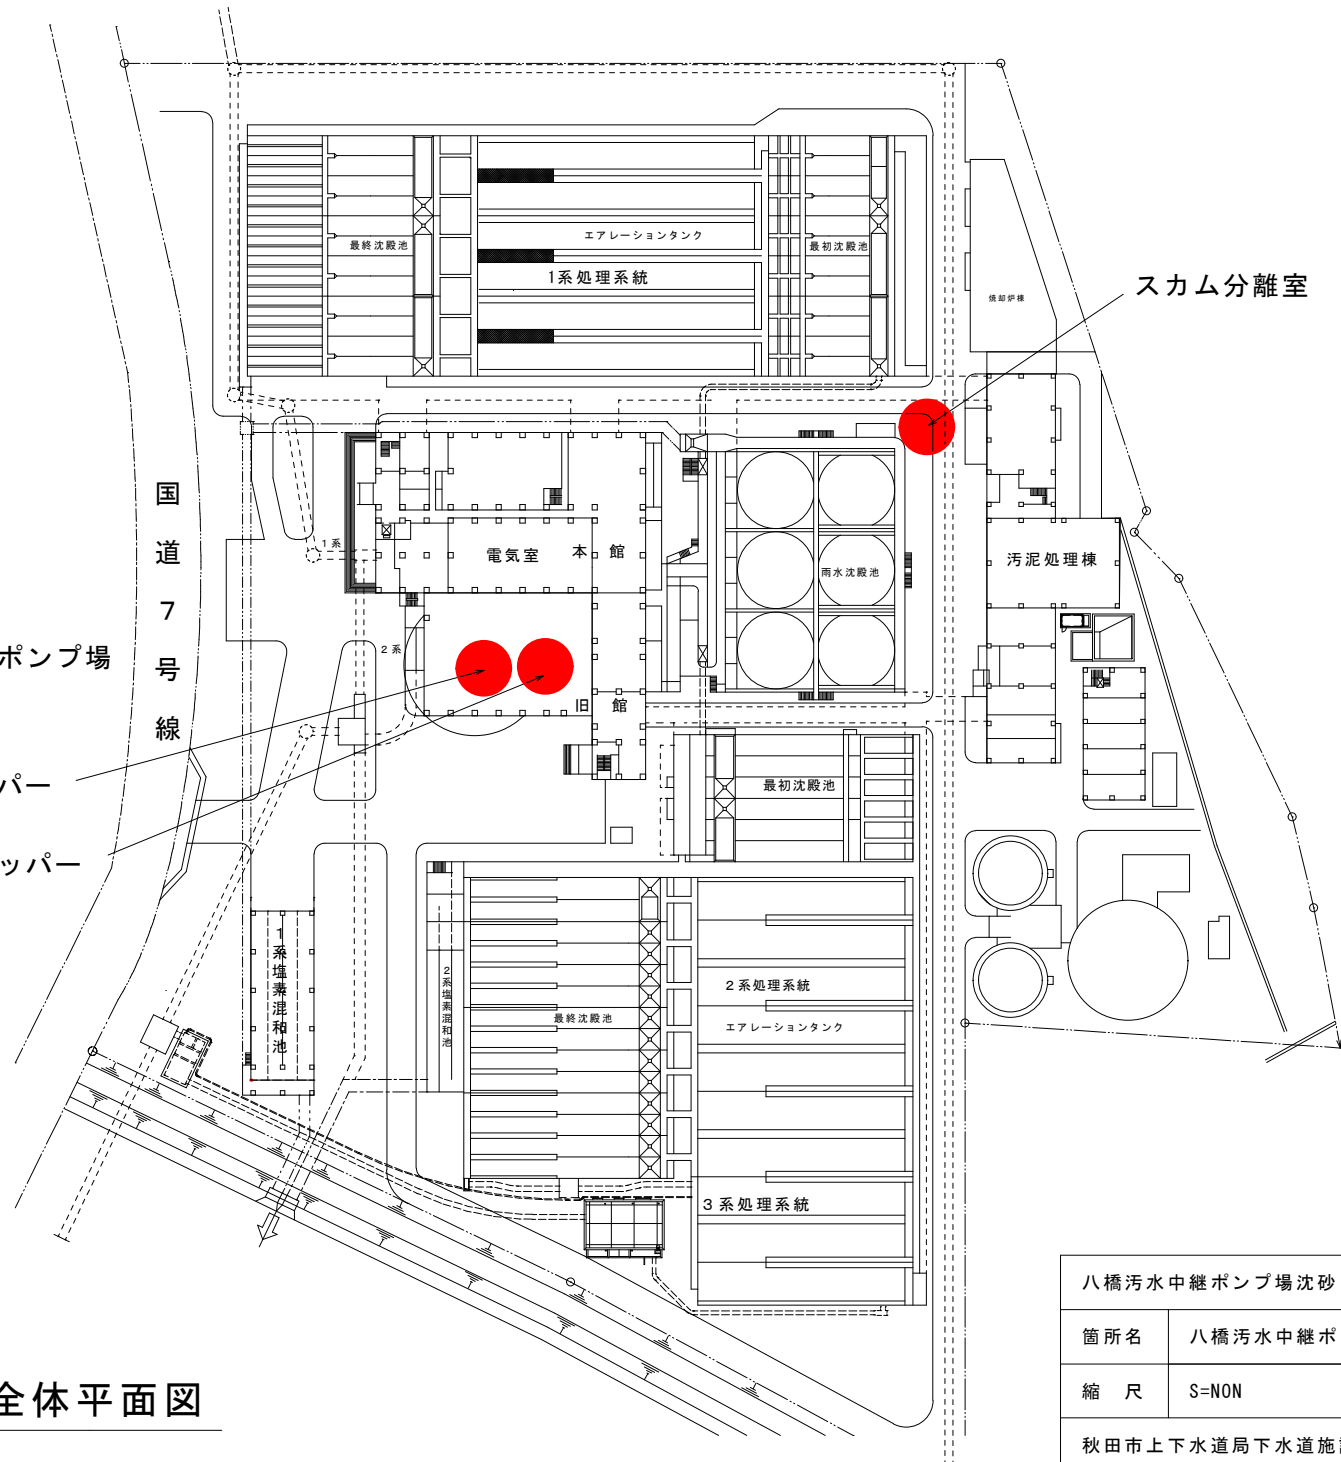 最終沈殿池
エアレーションタンク
最初沈殿池
1系処理系統
焼却炉棟
スカム分離室
国道7号線
1系
電気室
本館
雨水沈殿池
汚泥処理棟
ポンプ場
2系
旧館
パー
最初沈殿池
ッパー
1系塩素混和池
2系塩素混和池
2系処理系統
最終沈殿池
エアレーションタンク
3系処理系統
八橋汚水中継ポンプ場沈砂
箇所名 八橋汚水中継ポ
縮尺 S=NON
全体平面図
秋田市上下水道局下水道施設